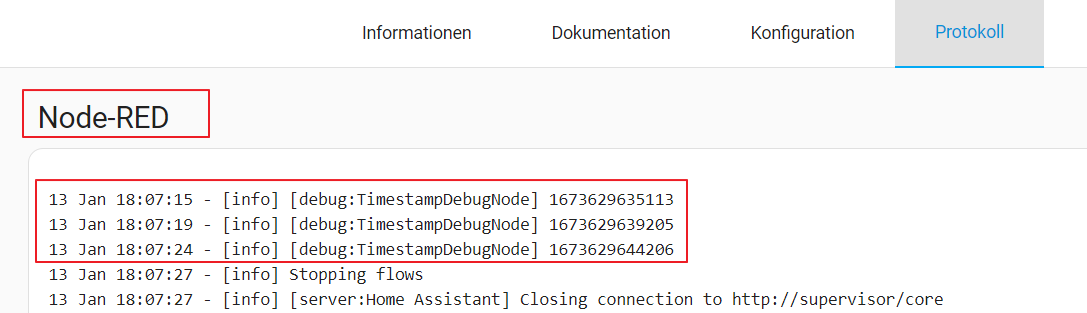 Informationen Dokumentation Konfiguration Protokoll
Node-RED
13 Jan 18:07:15 - [info] [debug:TimestampDebugNode] 1673629635113
13 Jan 18:07:19 - [info] [debug:TimestampDebugNode] 1673629639205
13 Jan 18:07:24 - [info] [debug:TimestampDebugNode] 1673629644206
13 Jan 18:07:27 - [info] Stopping flows
13 Jan 18:07:27 - [info] [server:Home Assistant] Closing connection to http://supervisor/core